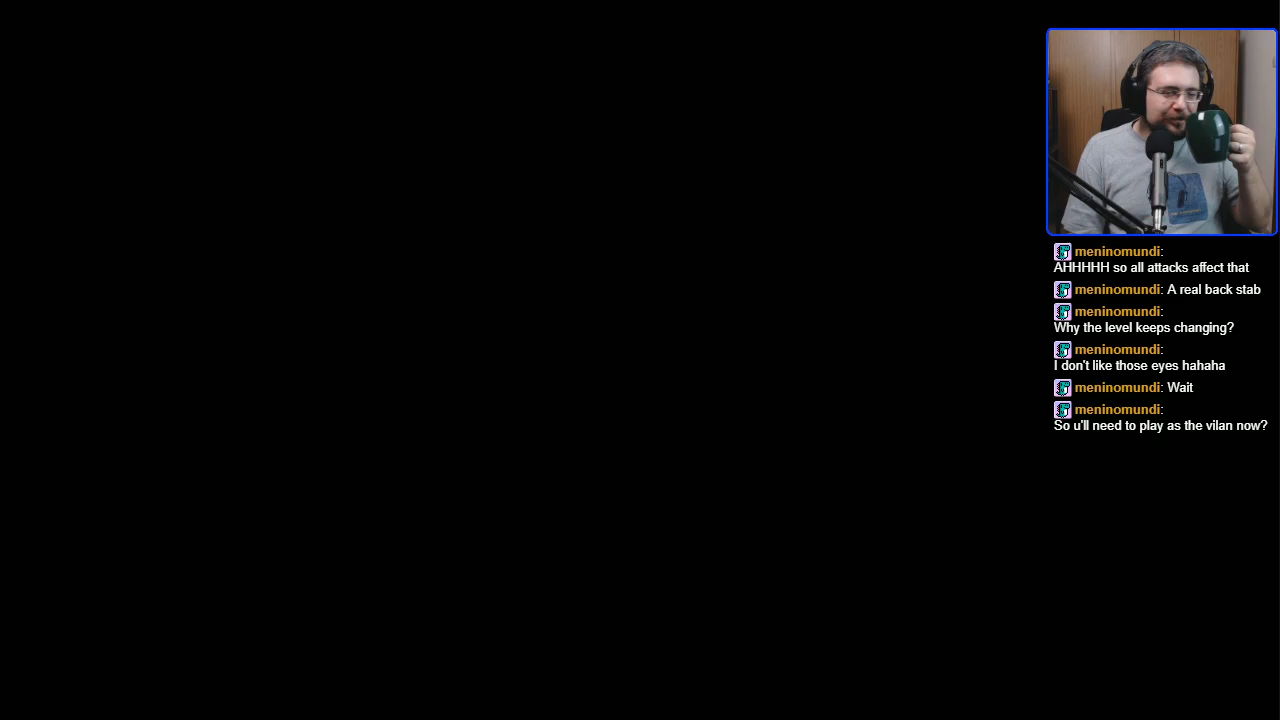 meninomundi:
AHHHHH so all attacks affect that
meninomundi: A real back stab
meninomundi:
Why the level keeps changing?
meninomundi:
I don't like those eyes hahaha
meninomundi: Wait
meninomundi:
So u'll need to play as the vilan now?